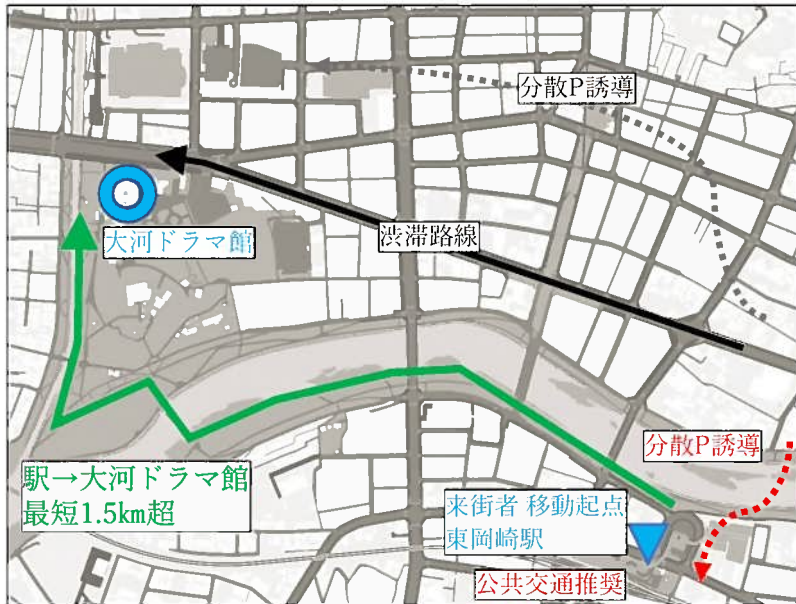 分散P誘導
大河ドラマ館
渋滞路線
分散P誘導
駅→大河ドラマ館
最短1.5km超
来街者 移動起点
東岡崎駅
公共交通推奨